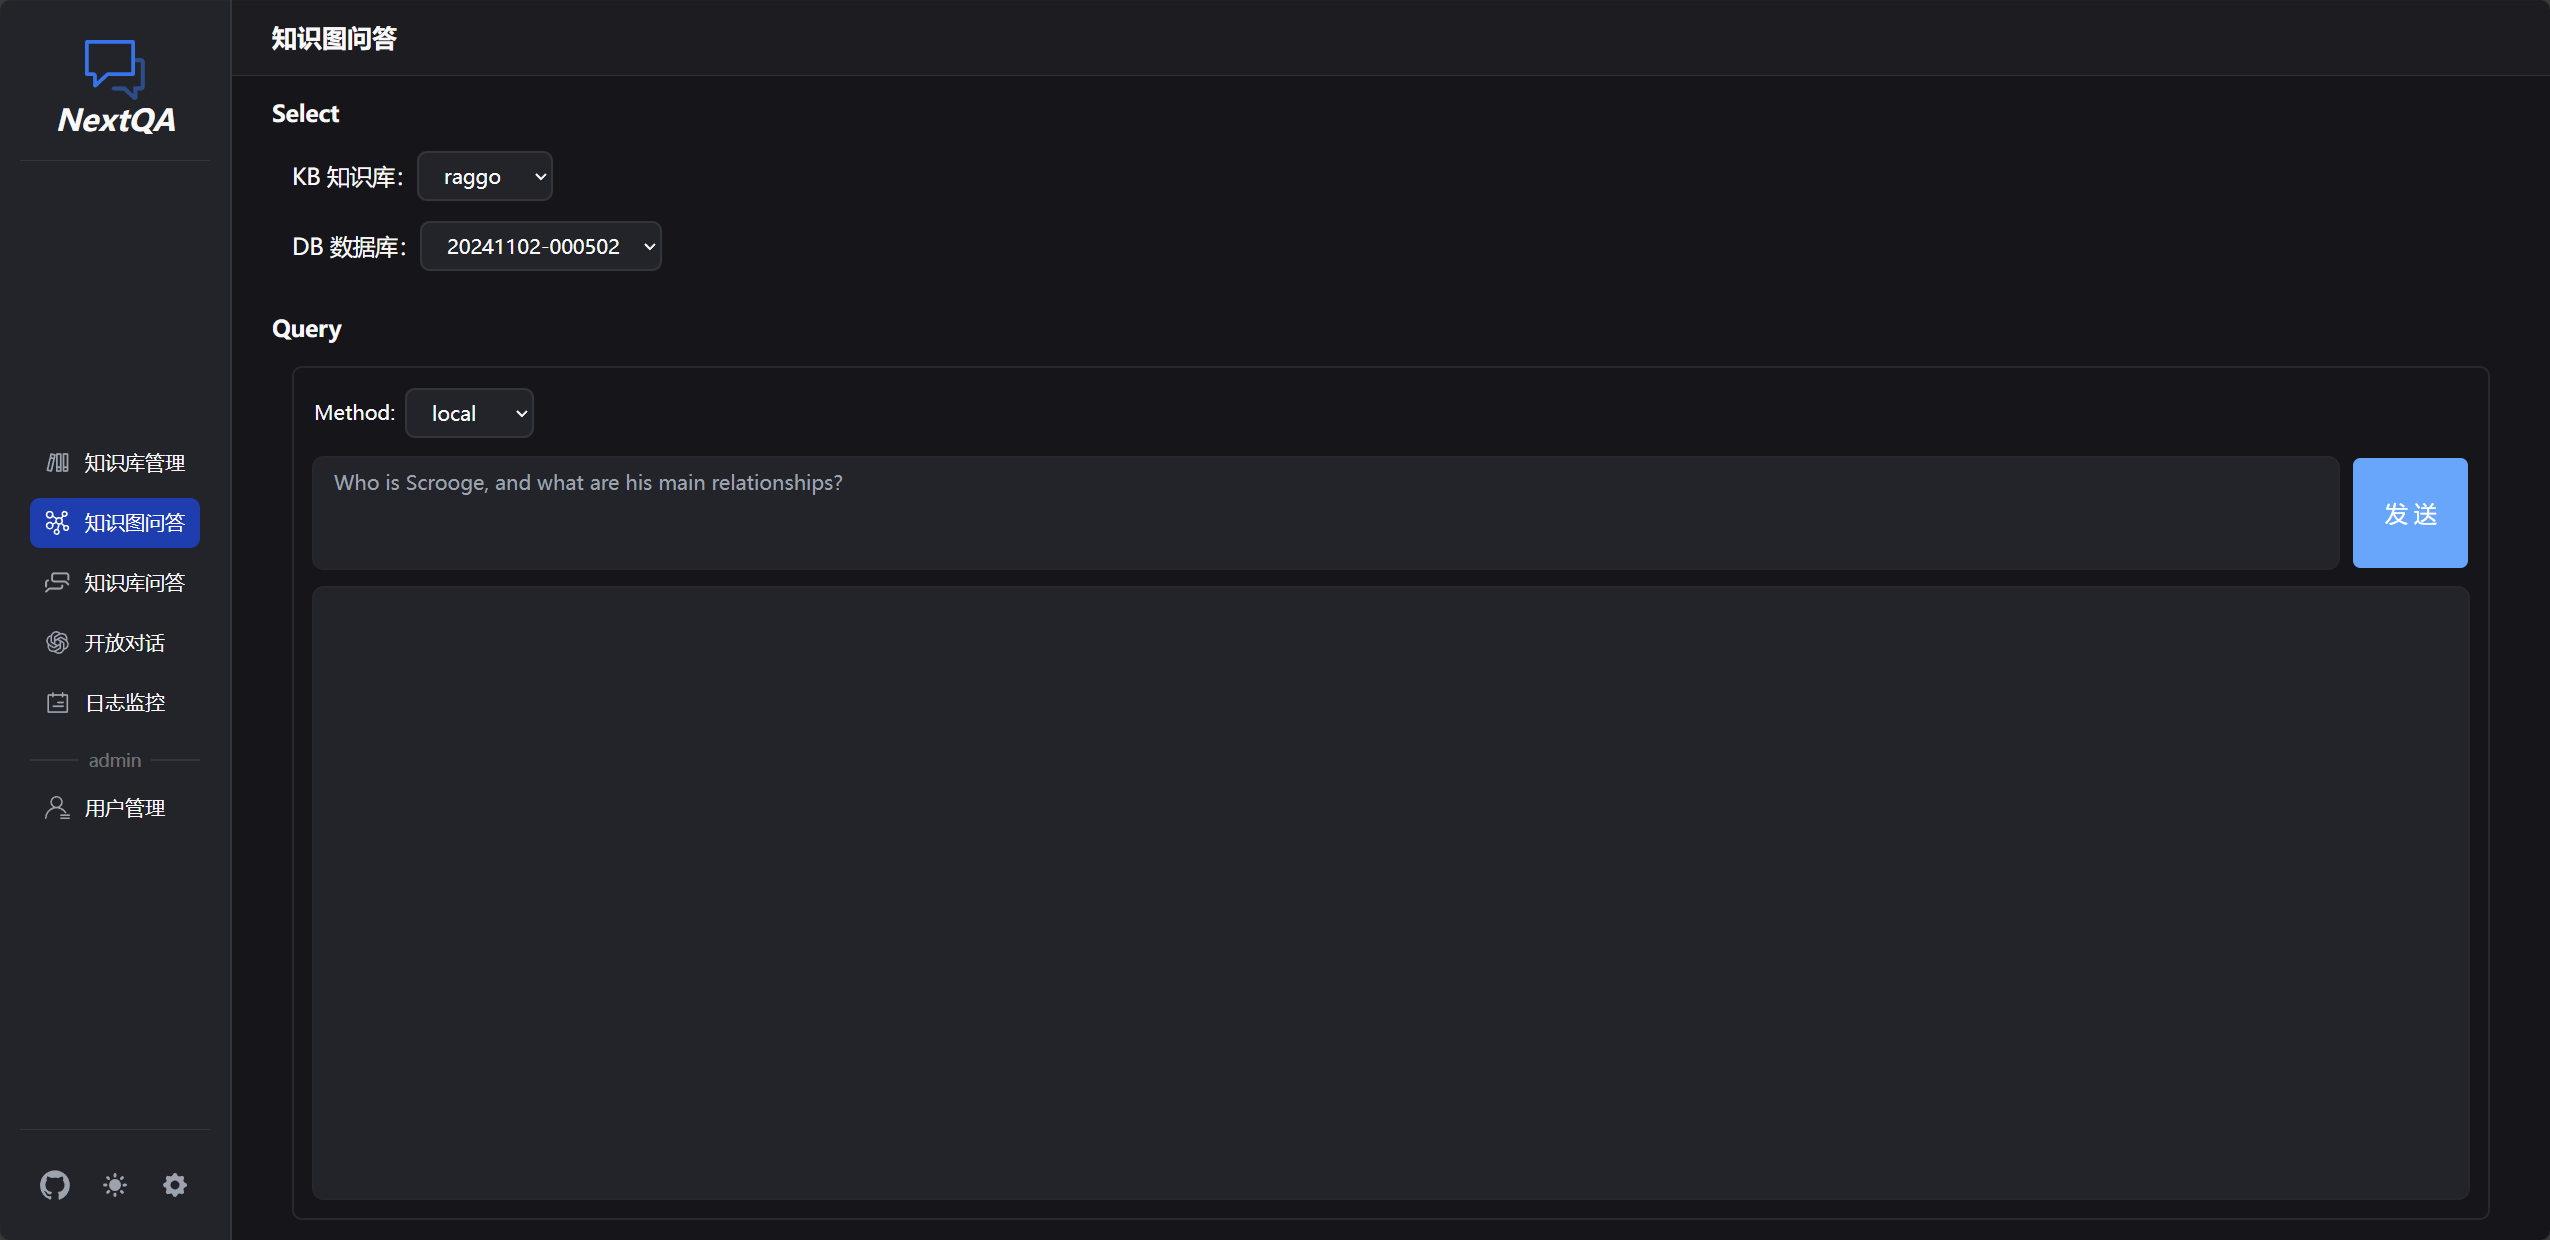 NextQA
知识库管理
知识图问答
知识库问答
开放对话
日志监控
admin
用户管理
知识图问答
Select
KB 知识库：
raggo
DB 数据库：
20241102-000502
Query
Method:
local
Who is Scrooge, and what are his main relationships?
发送